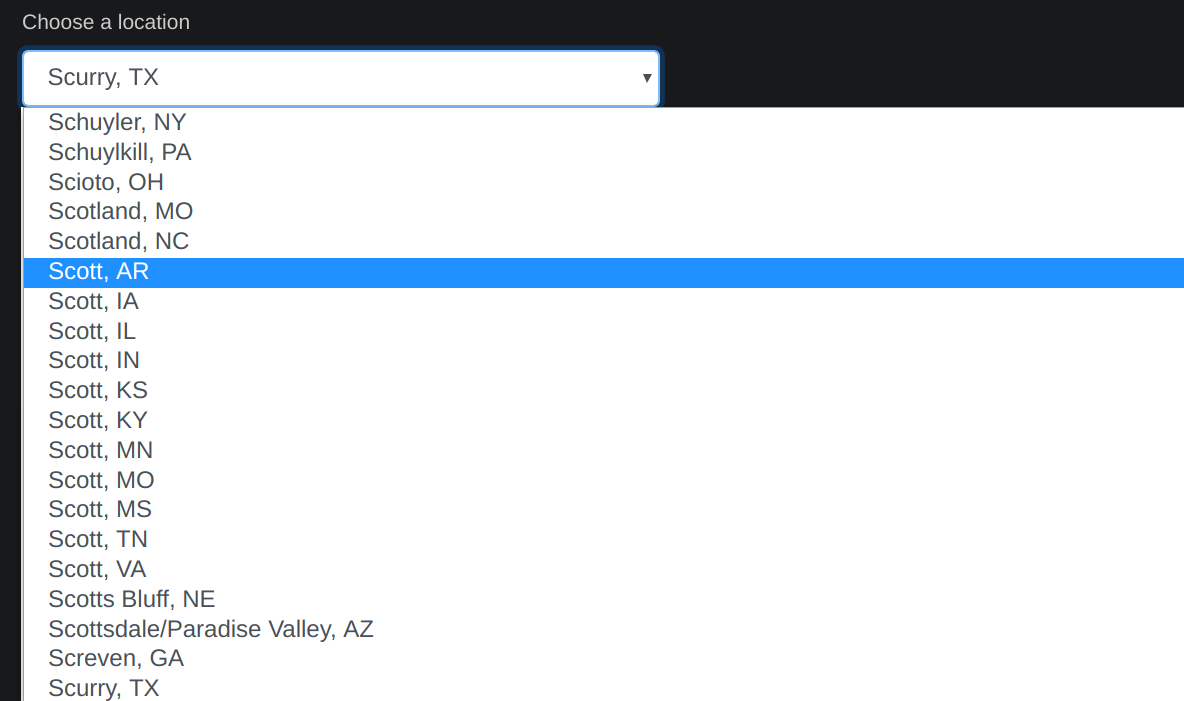 Choose a location
Scurry, TX
Schuyler, NY
Schuylkill, PA
Scioto, OH
Scotland, MO
Scotland, NC
Scott, AR
Scott, IA
Scott, IL
Scott, IN
Scott, KS
Scott, KY
Scott, MN
Scott, MO
Scott, MS
Scott, TN
Scott, VA
Scotts Bluff, NE
Scottsdale/Paradise Valley, AZ
Screven, GA
Scurry, TX